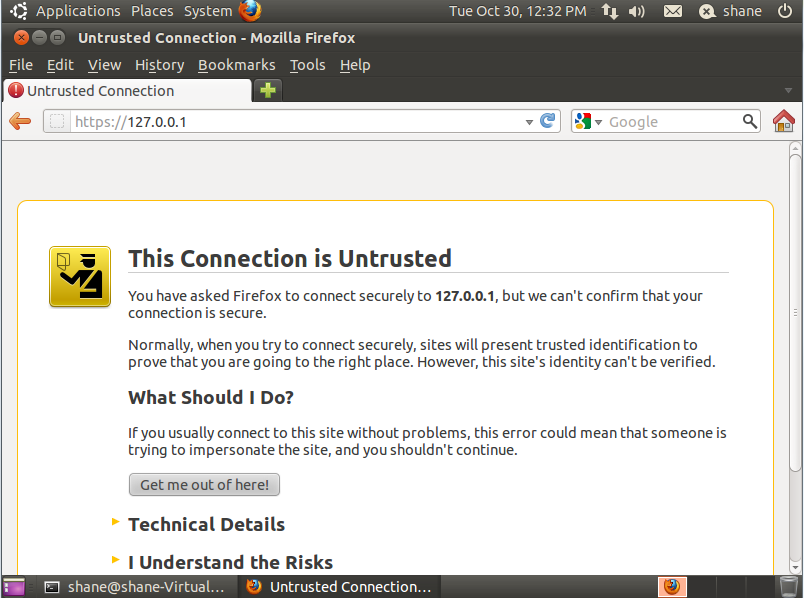 Applications Places System Tue Oct 30, 12:32 PM shane
Untrusted Connection - Mozilla Firefox
File Edit View History Bookmarks Tools Help
Untrusted Connection
https://127.0.0.1 Google
This Connection is Untrusted
You have asked Firefox to connect securely to 127.0.0.1, but we can't confirm that your
connection is secure.
Normally, when you try to connect securely, sites will present trusted identification to
prove that you are going to the right place. However, this site's identity can't be verified.
What Should I Do?
If you usually connect to this site without problems, this error could mean that someone is
trying to impersonate the site, and you shouldn't continue.
Get me out of here!
Technical Details
I Understand the Risks
shane@shane-Virtual... Untrusted Connection...